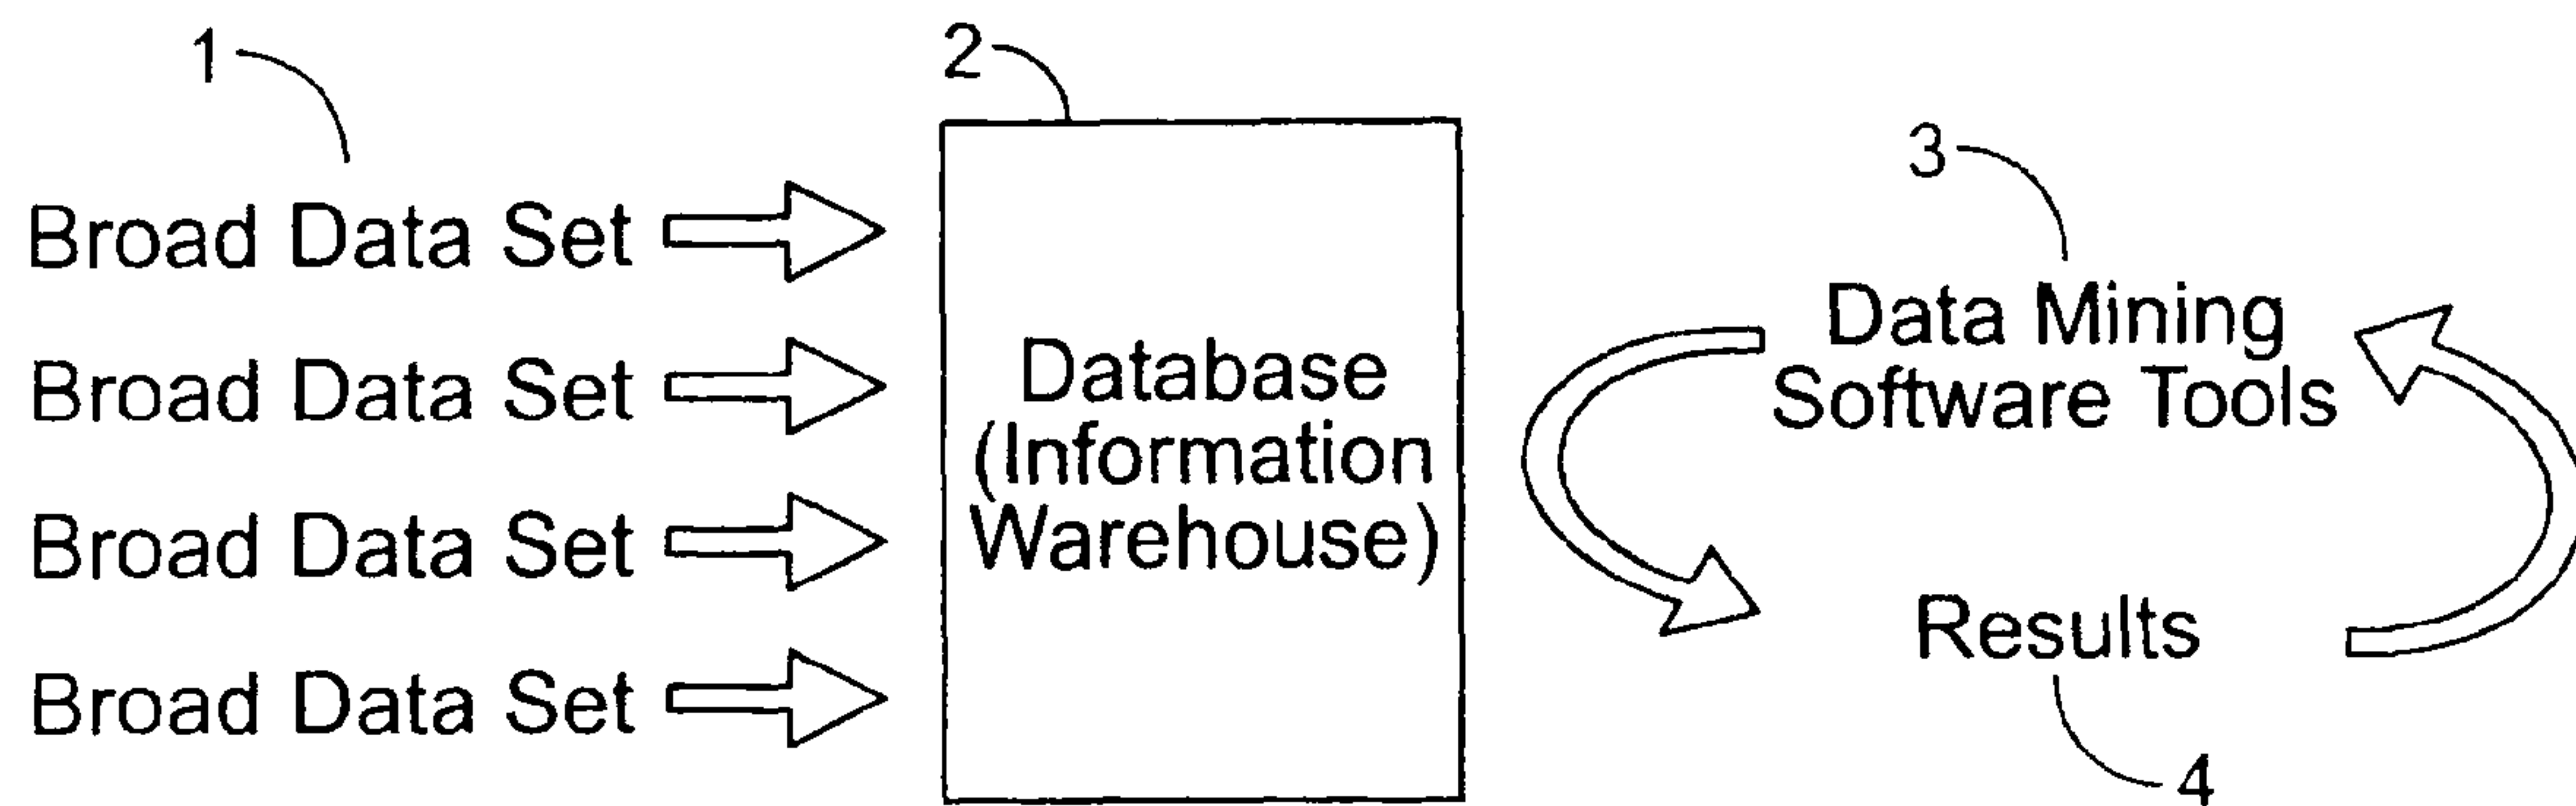 1
2
3
Broad Data Set
Broad Data Set
Broad Data Set
Broad Data Set
Database
(Information
Warehouse)
Data Mining
Software Tools
Results
4